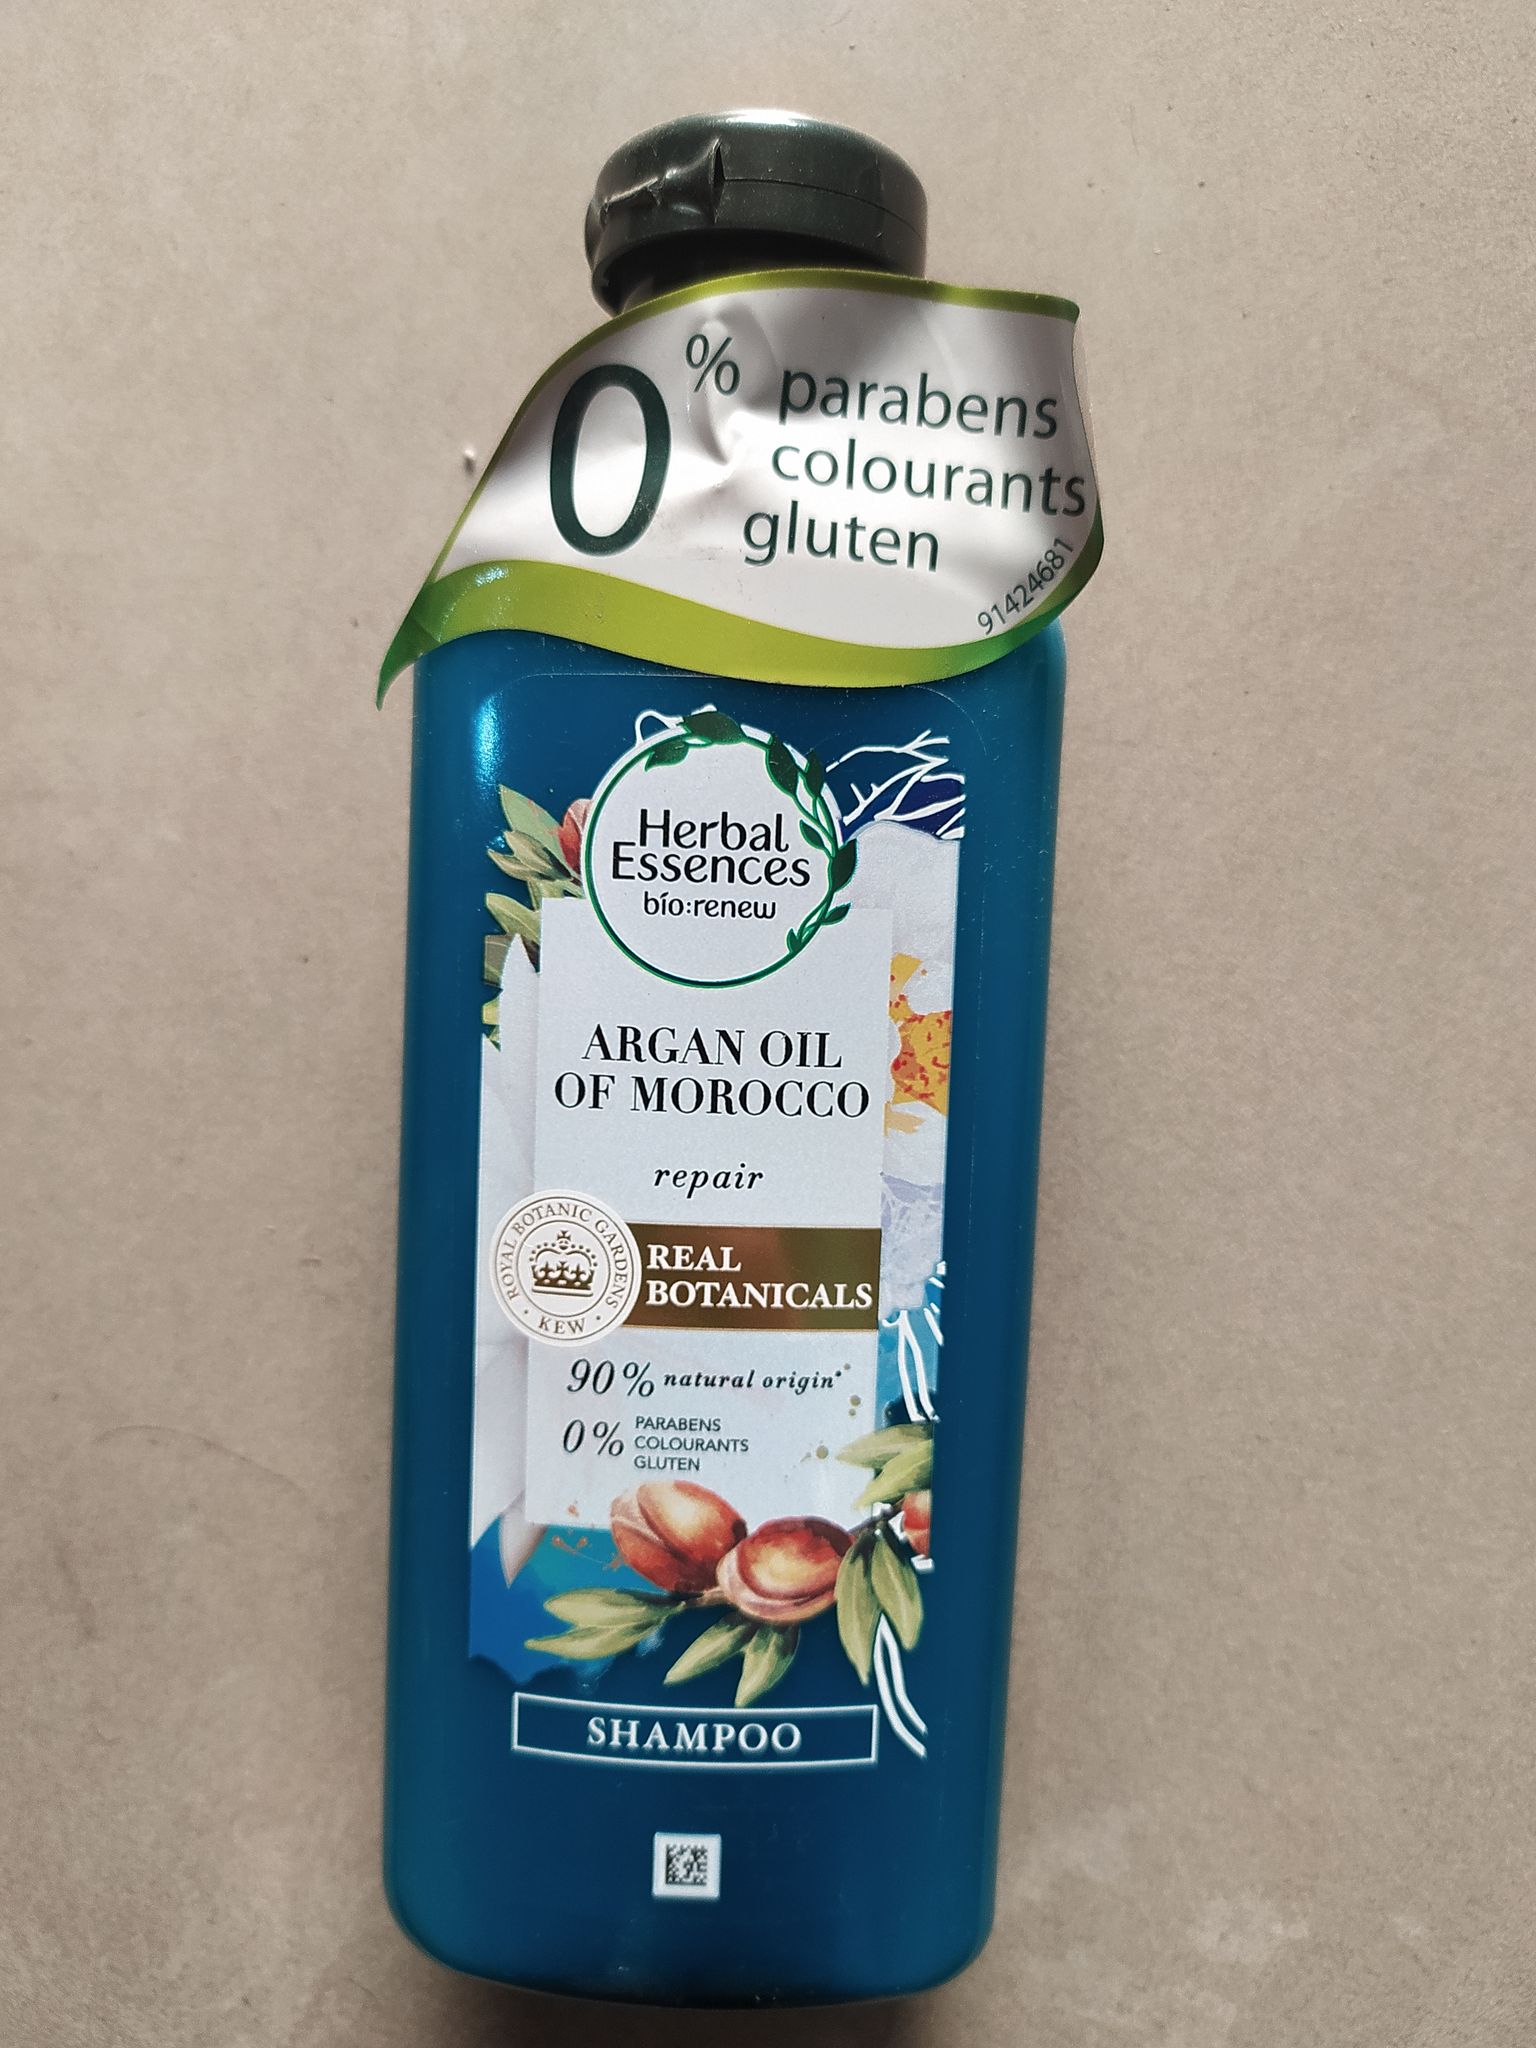 0% parabens
colourants
gluten
91424681
Herbal
Essences
bío:renew
ARGAN OIL
OF MOROCCO
repair
ROYAL BOTANIC GARDENS • KEW •
REAL
BOTANICALS
90% natural origin*
0% PARABENS
COLOURANTS
GLUTEN
SHAMPOO